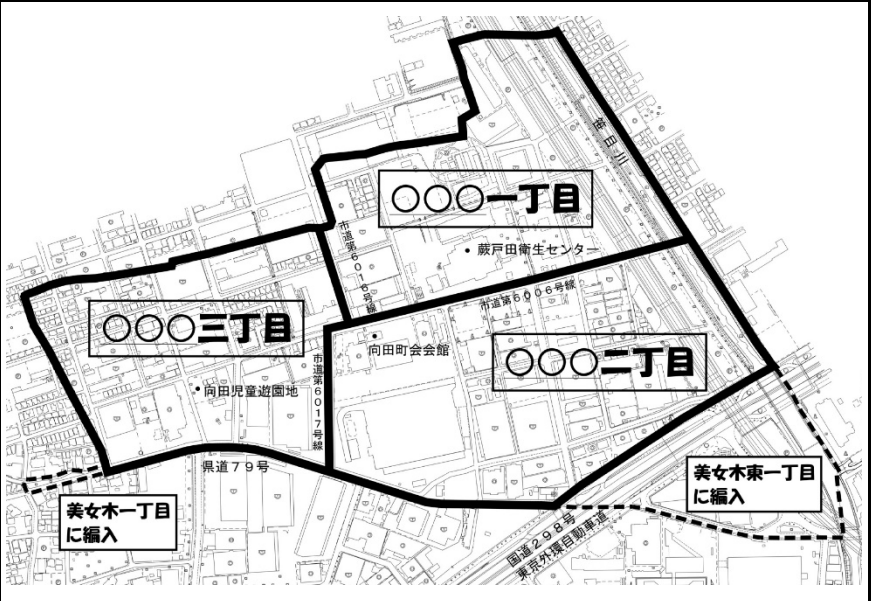 笹目川
○○○一丁目
市道第6016号線
・蕨戸田衛生センター
市道第6006号線
○○○三丁目
向田町会会館
○○○二丁目
市道第6017号線
・向田児童遊園地
県道79号
美女木東一丁目
に編入
美女木一丁目
に編入
国道298号
東京外環自動車道